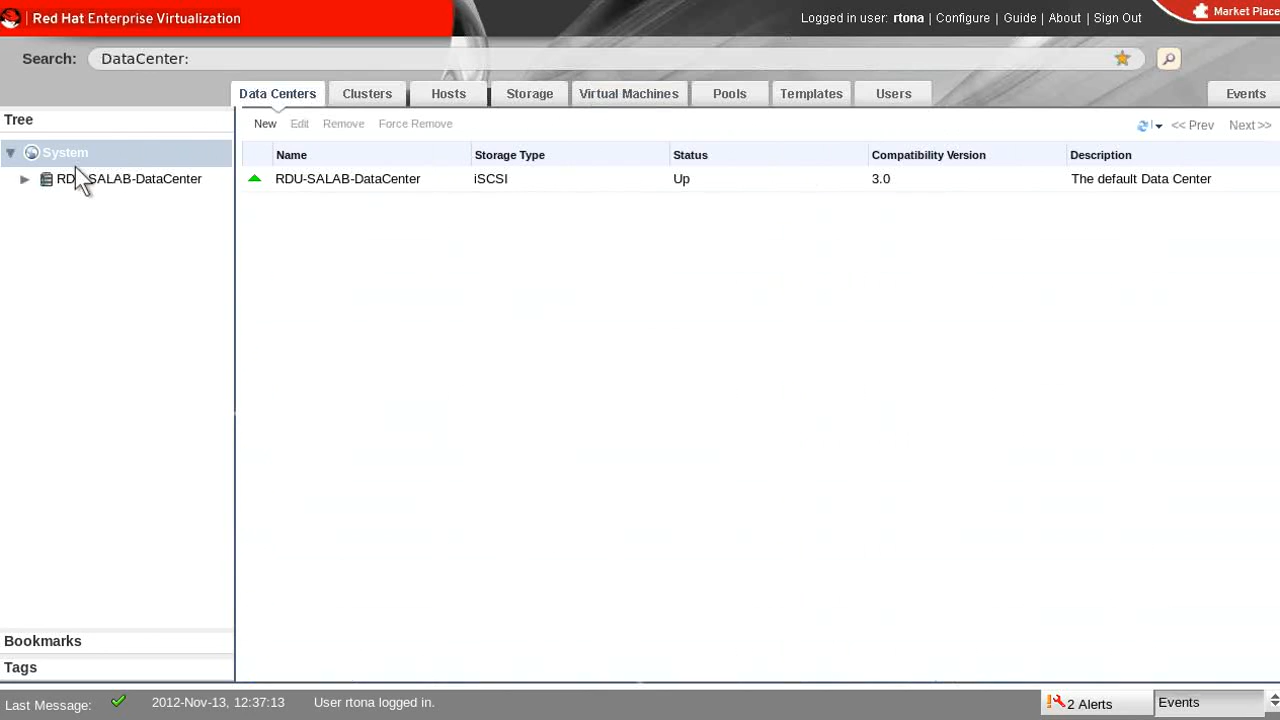 Red Hat Enterprise Virtualization
Logged in user: rtona | Configure | Guide | About | Sign Out
Market Place
Search: DataCenter:
Data Centers Clusters Hosts Storage Virtual Machines Pools Templates Users Events
Tree
New Edit Remove Force Remove << Prev Next >>
System
Name Storage Type Status Compatibility Version Description
RDU-SALAB-DataCenter
RDU-SALAB-DataCenter iSCSI Up 3.0 The default Data Center
Bookmarks
Tags
Last Message: 2012-Nov-13, 12:37:13 User rtona logged in. 2 Alerts Events